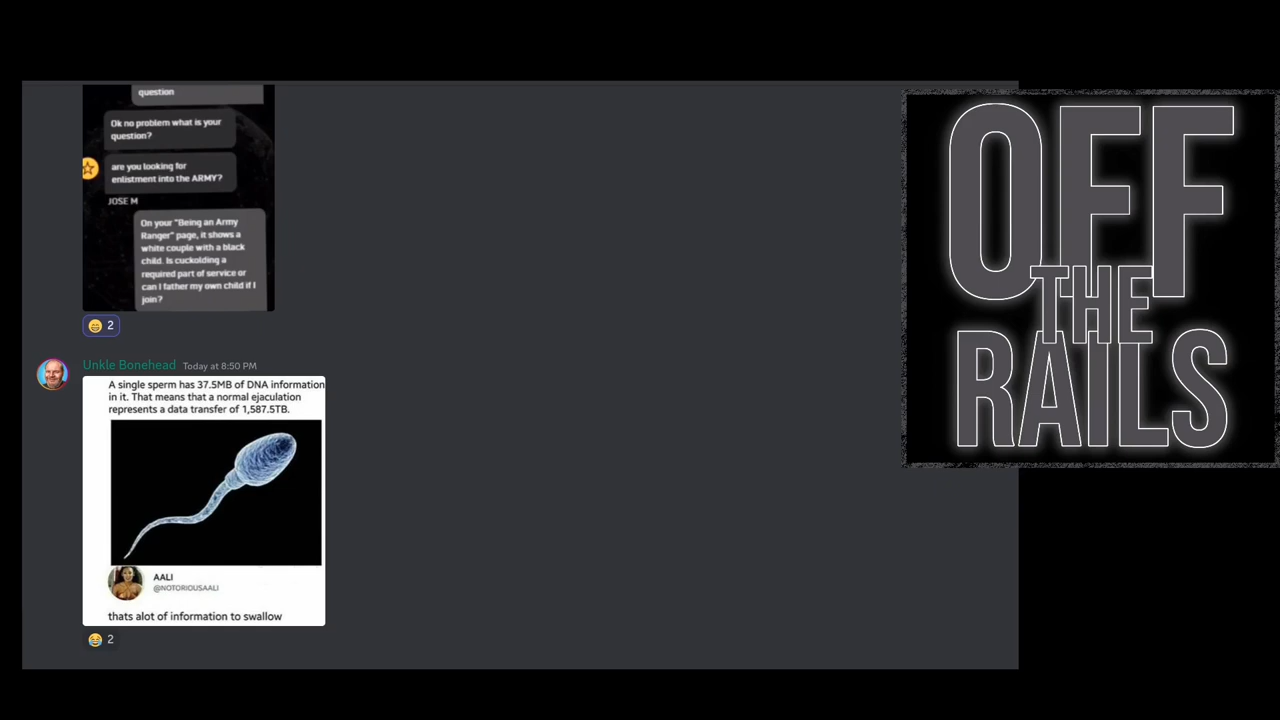 question
Ok no problem what is your
question?
are you looking for
enlistment into the ARMY?
JOSE M
On your "Being an Army
Ranger" page, it shows a
white couple with a black
child. Is cuckolding a
required part of service or
can I father my own child if I
join?
2
Unkle Bonehead Today at 8:50 PM
A single sperm has 37.5MB of DNA information
in it. That means that a normal ejaculation
represents a data transfer of 1,587.5TB.
AALI
@NOTORIOUSAALI
thats alot of information to swallow
2
OFF
THE
RAILS